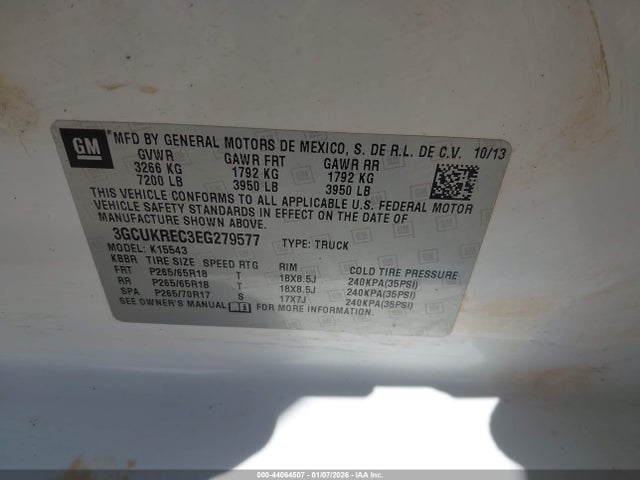 GM
*MFD BY GENERAL MOTORS DE MEXICO, S. DE R.L. DE C.V. 10/13
GVWR GAWR FRT GAWR RR
3266 KG 1792 KG 1792 KG
7200 LB 3950 LB 3950 LB
THIS VEHICLE CONFORMS TO ALL APPLICABLE U.S. FEDERAL MOTOR
VEHICLE SAFETY STANDARDS IN EFFECT ON THE DATE OF
MANUFACTURE SHOWN ABOVE.
3GCUKREC3EG279577 TYPE: TRUCK
MODEL: K15543
KBBR TIRE SIZE SPEED RTG RIM COLD TIRE PRESSURE
FRT P265/65R18 T 18X8.5J 240KPA(35PSI)
RR P265/65R18 T 18X8.5J 240KPA(35PSI)
SPA P265/70R17 S 17X7J 240KPA(35PSI)
SEE OWNER'S MANUAL FOR MORE INFORMATION.
000-44064507 - 01/07/2026 - IAA, Inc.